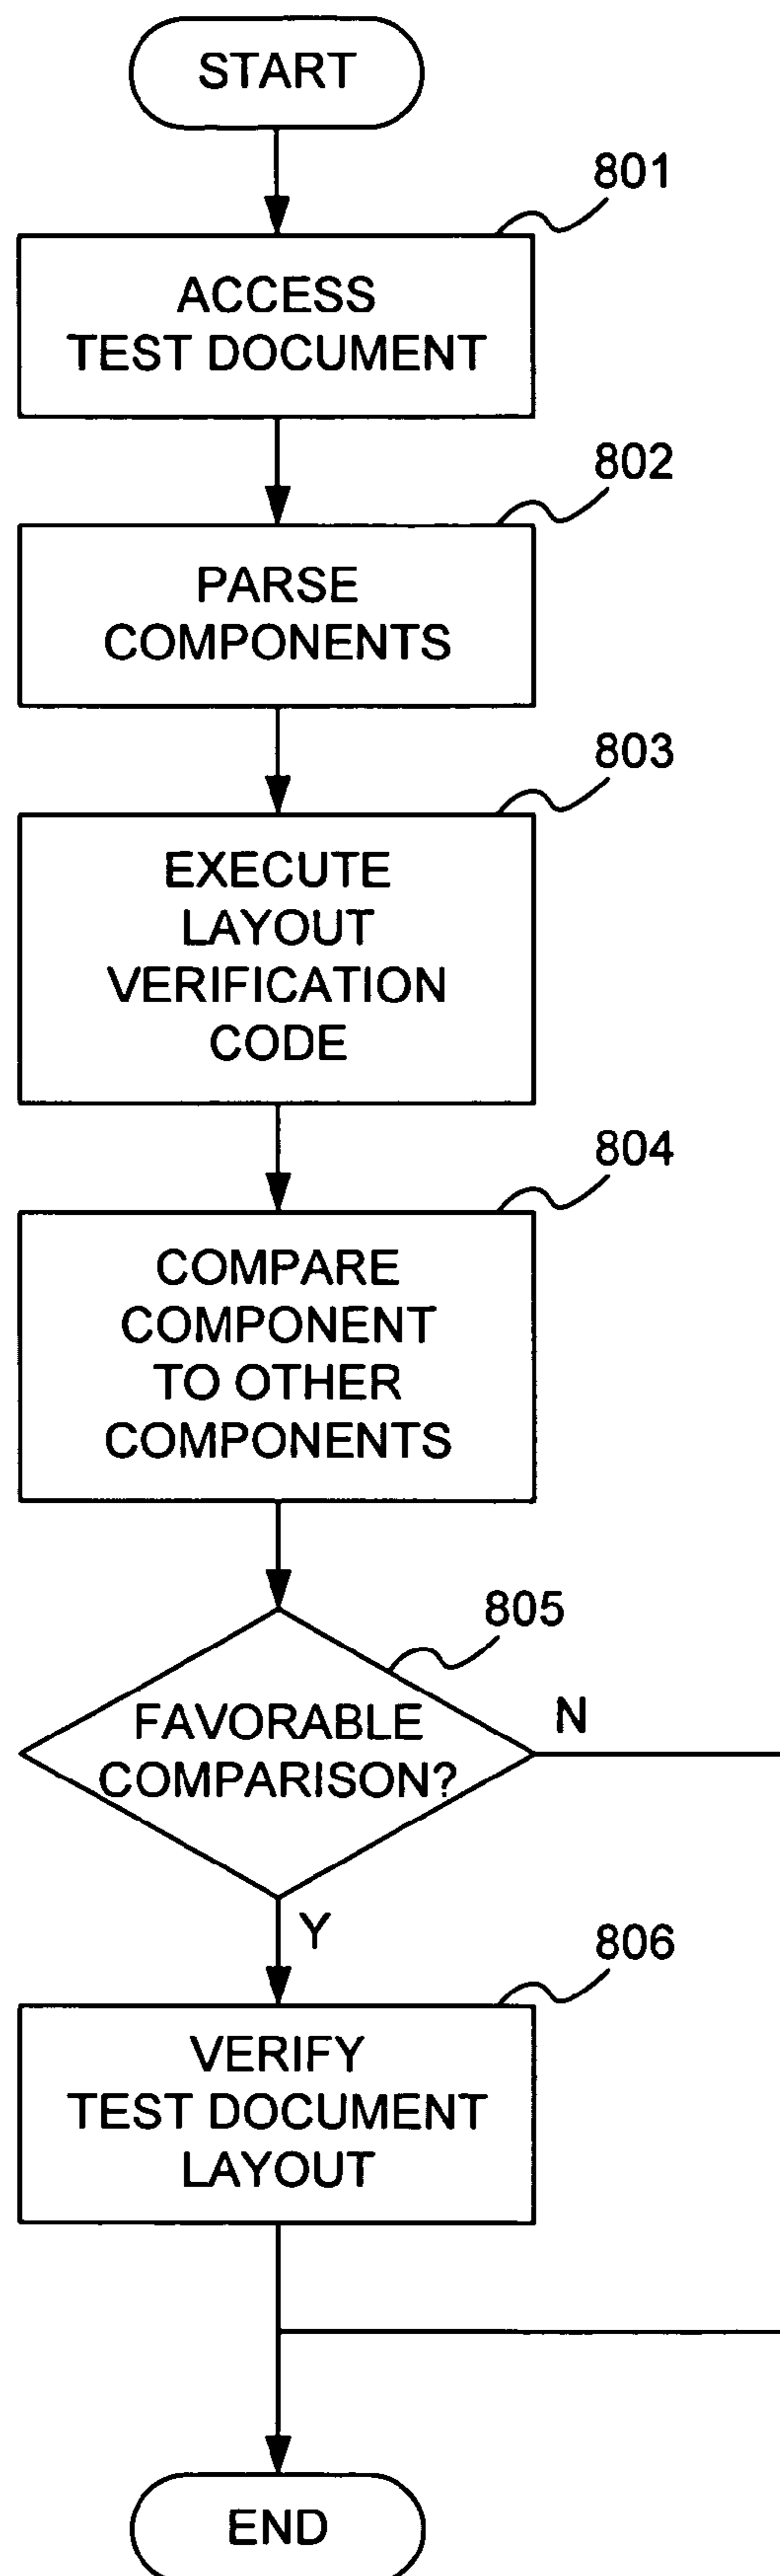 START
801
ACCESS
TEST DOCUMENT
802
PARSE
COMPONENTS
803
EXECUTE
LAYOUT
VERIFICATION
CODE
804
COMPARE
COMPONENT
TO OTHER
COMPONENTS
805
FAVORABLE
COMPARISON?
N
Y
806
VERIFY
TEST DOCUMENT
LAYOUT
END